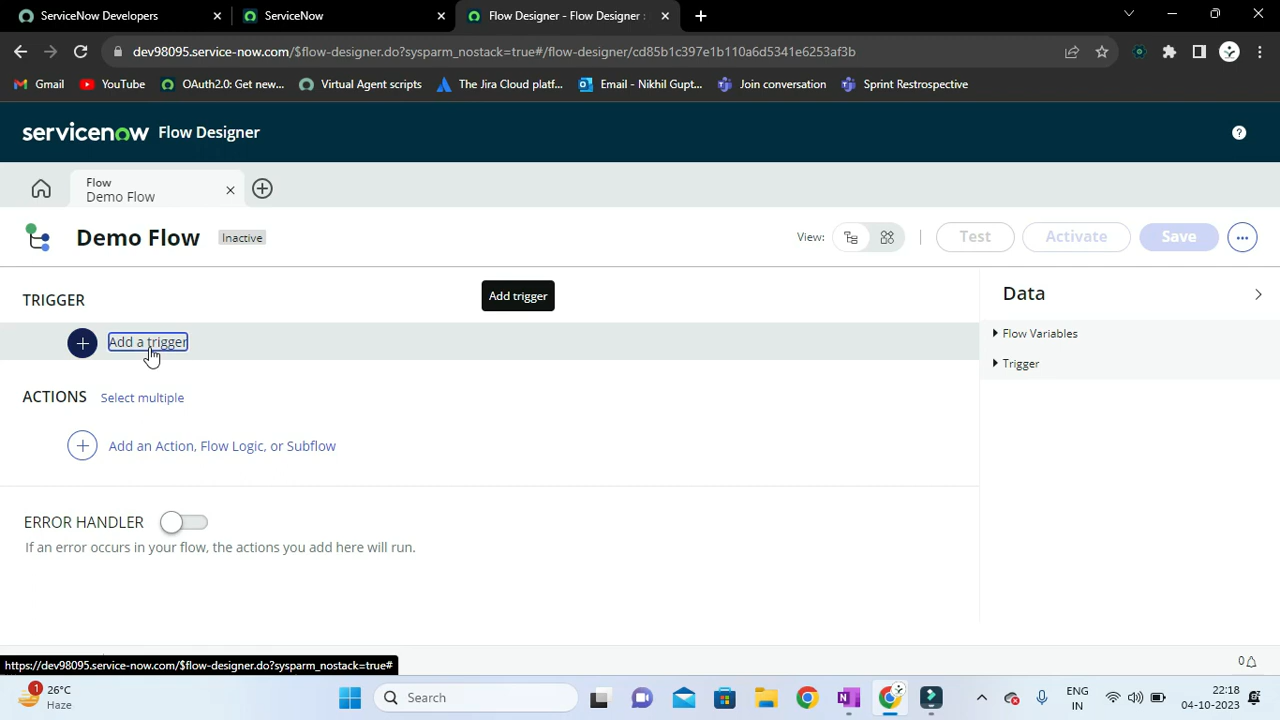 ServiceNow Developers
ServiceNow
Flow Designer - Flow Designer
dev98095.service-now.com/$flow-designer.do?sysparm_nostack=true#/flow-designer/cd85b1c397e1b110a6d5341e6253af3b
Gmail YouTube OAuth2.0: Get new... Virtual Agent scripts The Jira Cloud platf... Email - Nikhil Gupt... Join conversation Sprint Restrospective
servicenow Flow Designer
Flow
Demo Flow
Demo Flow Inactive View: Test Activate Save
TRIGGER
Add trigger
Data
Add a trigger
Flow Variables
Trigger
ACTIONS Select multiple
Add an Action, Flow Logic, or Subflow
ERROR HANDLER
If an error occurs in your flow, the actions you add here will run.
https://dev98095.service-now.com/$flow-designer.do?sysparm_nostack=true#
0
1
26°C
Haze
Search
ENG
IN
22:18
04-10-2023